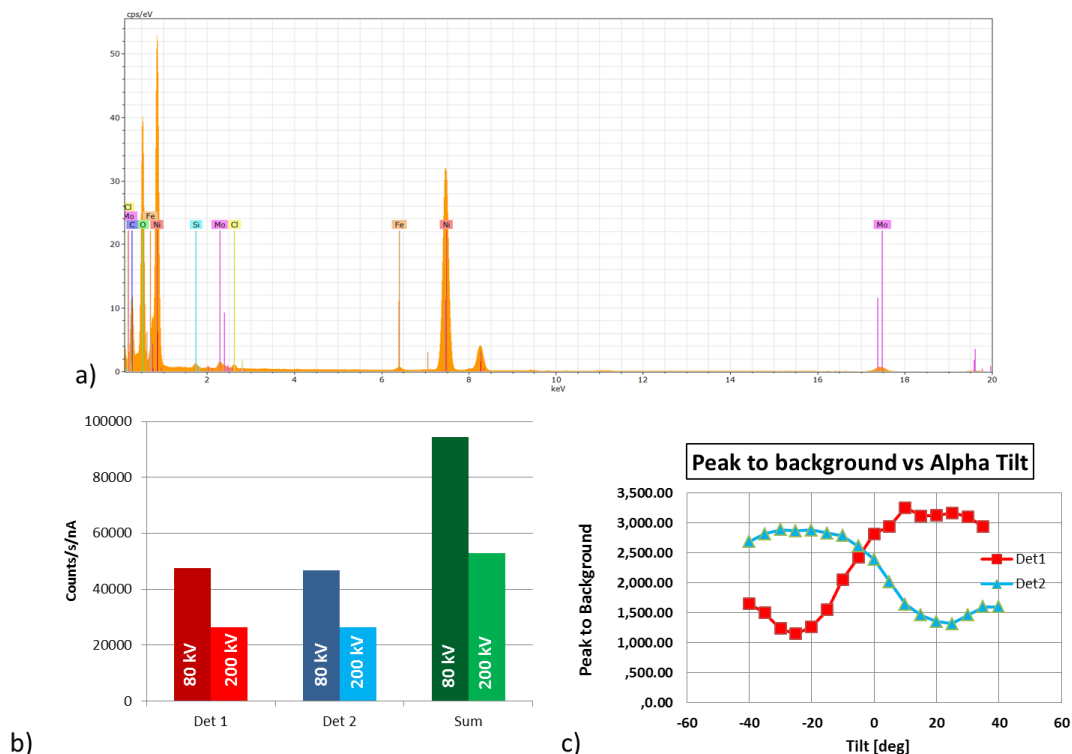 cps/eV
50
40
30
20
10
0
Cl
Mo Fe
C O Ni Si Mo Cl Fe Ni Mo
2 4 6 8 10 12 14 16 18 20
keV
a)
100000
80000
60000
40000
20000
0
Counts/s/nA
80 kV 200 kV 80 kV 200 kV 80 kV 200 kV
Det 1 Det 2 Sum
b)
Peak to background vs Alpha Tilt
3,500.00
3,000.00
2,500.00
2,000.00
1,500.00
1,000.00
,500.00
,0.00
Peak to Background
Det1
Det2
-60 -40 -20 0 20 40 60
Tilt [deg]
c)